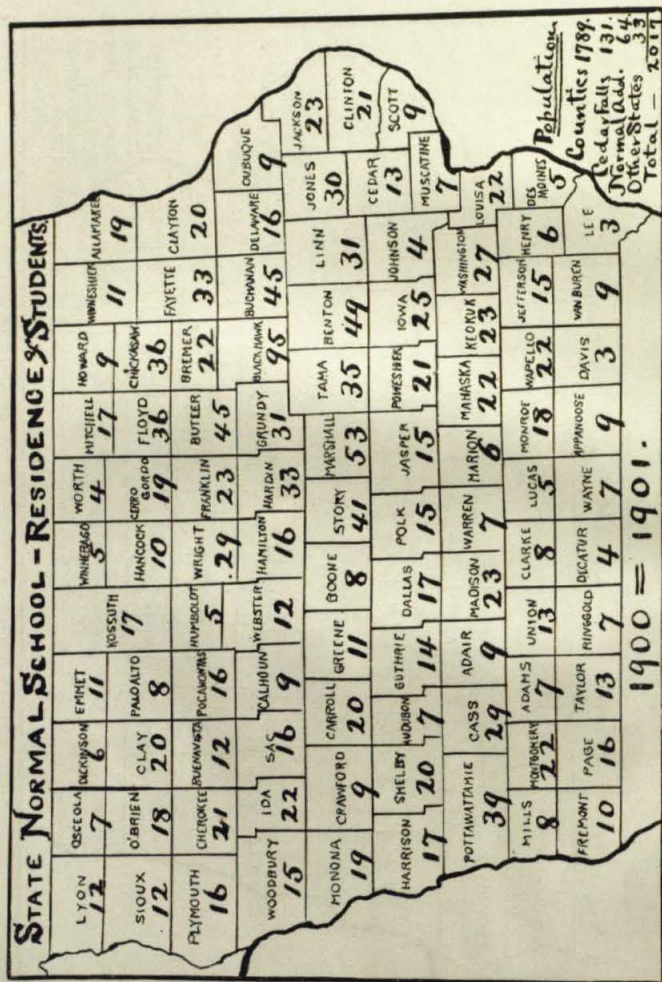 STATE NORMAL SCHOOL - RESIDENCE of STUDENTS.
LYON
12
OSCEOLA
7
DICKINSON
6
EMMET
11
KOSSUTH
17
WINNEBAGO
5
WORTH
4
MITCHELL
17
HOWARD
9
WINNESHIEK
11
ALLAMAKEE
19
SIOUX
12
O'BRIEN
18
CLAY
20
PALO ALTO
8
HANCOCK
10
CERRO
GORDO
19
FLOYD
36
CHICKASAW
36
FAYETTE
33
CLAYTON
20
PLYMOUTH
16
CHEROKEE
21
BUENA VISTA
12
POCAHONTAS
16
HUMBOLDT
5
WRIGHT
29
FRANKLIN
23
BUTLER
45
BREMER
22
WOODBURY
15
IDA
22
SAC
16
CALHOUN
9
WEBSTER
12
HAMILTON
16
HARDIN
33
GRUNDY
31
BLACK HAWK
95
BUCHANAN
45
DELAWARE
16
DUBUQUE
9
MONONA
19
CRAWFORD
9
CARROLL
20
GREENE
11
BOONE
8
STORY
41
MARSHALL
53
TAMA
35
BENTON
49
LINN
31
JONES
30
JACKSON
23
CLINTON
21
CEDAR
13
SCOTT
9
HARRISON
17
SHELBY
20
AUDUBON
7
GUTHRIE
14
DALLAS
17
POLK
15
JASPER
15
POWESHIEK
21
IOWA
25
JOHNSON
4
MUSCATINE
7
POTTAWATTAMIE
39
CASS
29
ADAIR
9
MADISON
23
WARREN
7
MARION
6
MAHASKA
22
KEOKUK
23
WASHINGTON
27
LOUISA
22
MILLS
8
MONTGOMERY
22
ADAMS
7
UNION
13
CLARKE
8
LUCAS
5
MONROE
18
WAPELLO
22
JEFFERSON
15
HENRY
6
DES
MOINES
5
FREMONT
10
PAGE
16
TAYLOR
13
RINGGOLD
7
DECATUR
4
WAYNE
7
APPANOOSE
9
DAVIS
3
VAN BUREN
9
LEE
3
Population
Counties 1789.
Cedar Falls 131.
Normal Add. 64.
Other States 33
Total — 2017
1900 = 1901.